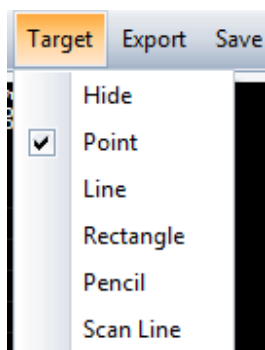 Target Export Save
Hide
Point
Line
Rectangle
Pencil
Scan Line